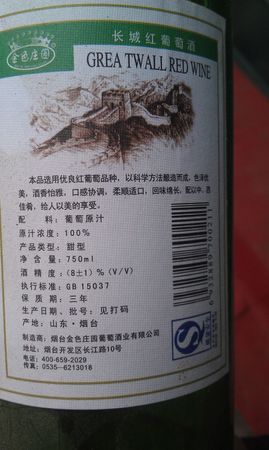 金色庄园
长城红葡萄酒
GREA TWALL RED WINE
本品选用优良红葡萄品种，以科学方法酿造而成，色泽优
美，酒香怡雅，口感协调，柔顺适口，回味绵长，配以中、西
佳肴，给人以美的享受。
配 料：葡萄原汁
原汁浓度：100%
产品类型：甜型
净 含 量：750ml
酒 精 度：(8±1) %(V/V)
执行标准：GB 15037
保 质 期：三年
生产日期、批号：见打码
产地：山东·烟台
制造商：烟台金色庄园葡萄酒业有限公司
地址：烟台开发区长江路10号
电话：400-659-2029
传真：0535-6213018